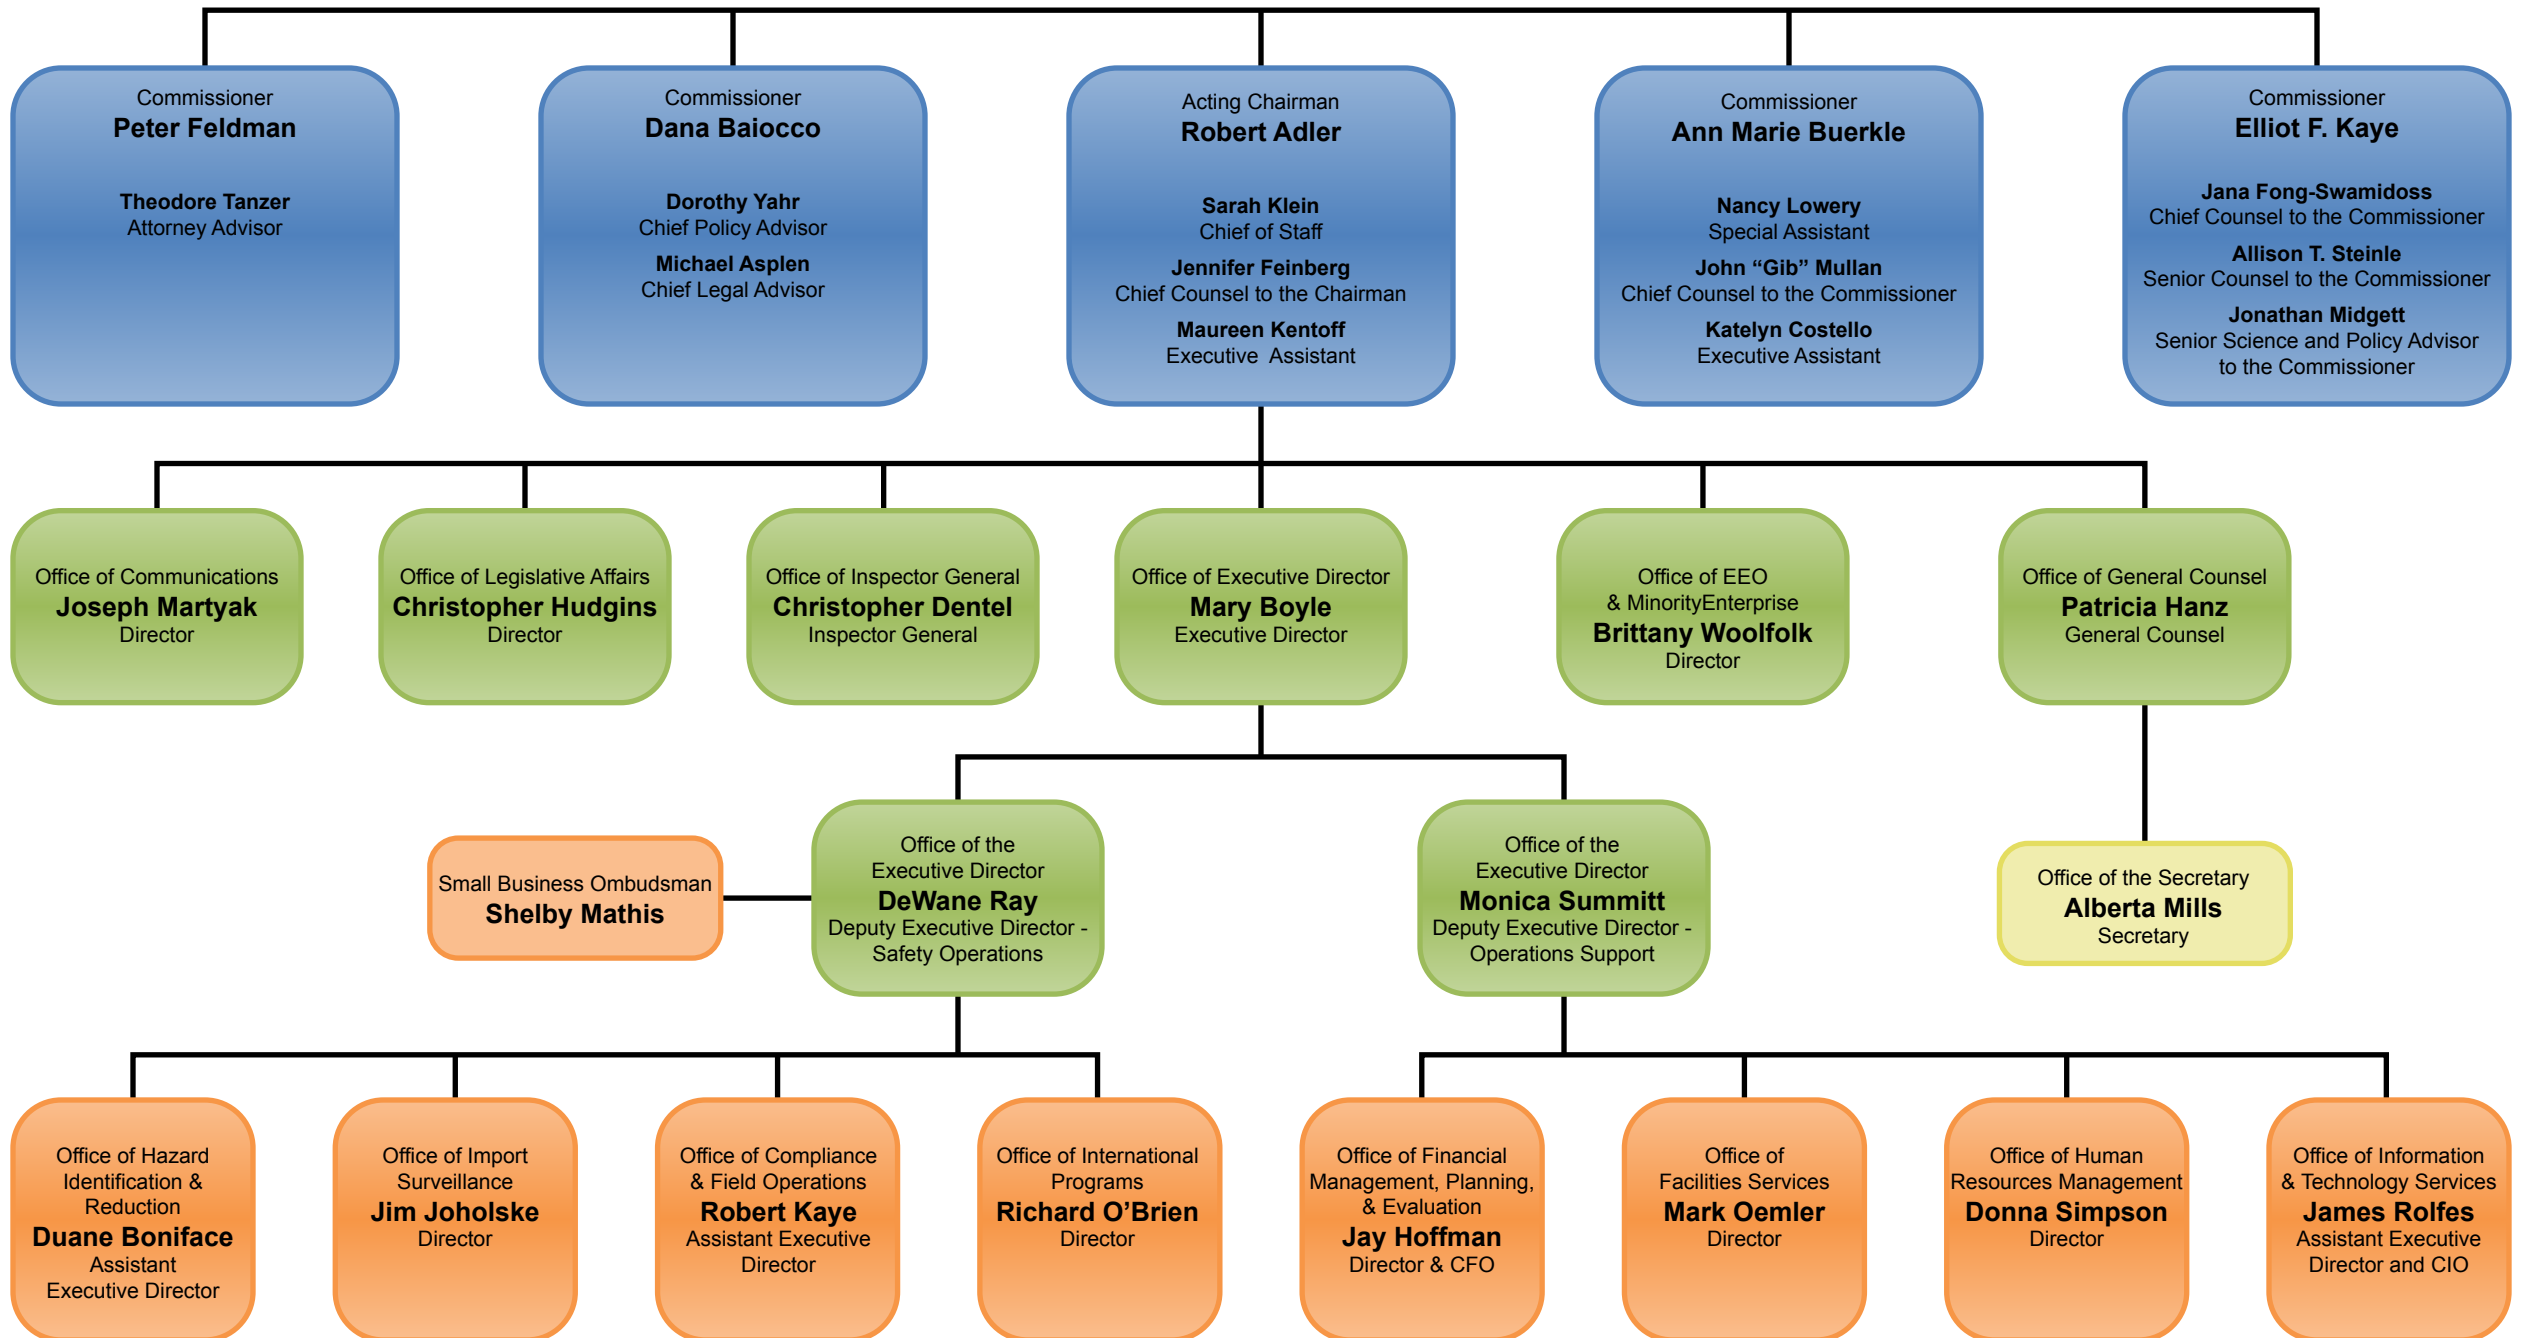 Commissioner
Peter Feldman
Theodore Tanzer
Attorney Advisor
Commissioner
Dana Baiocco
Dorothy Yahr
Chief Policy Advisor
Michael Asplen
Chief Legal Advisor
Acting Chairman
Robert Adler
Sarah Klein
Chief of Staff
Jennifer Feinberg
Chief Counsel to the Chairman
Maureen Kentoff
Executive Assistant
Commissioner
Ann Marie Buerkle
Nancy Lowery
Special Assistant
John “Gib” Mullan
Chief Counsel to the Commissioner
Katelyn Costello
Executive Assistant
Commissioner
Elliot F. Kaye
Jana Fong-Swamidoss
Chief Counsel to the Commissioner
Allison T. Steinle
Senior Counsel to the Commissioner
Jonathan Midgett
Senior Science and Policy Advisor
to the Commissioner
Office of Communications
Joseph Martyak
Director
Office of Legislative Affairs
Christopher Hudgins
Director
Office of Inspector General
Christopher Dentel
Inspector General
Office of Executive Director
Mary Boyle
Executive Director
Office of EEO
& MinorityEnterprise
Brittany Woolfolk
Director
Office of General Counsel
Patricia Hanz
General Counsel
Small Business Ombudsman
Shelby Mathis
Office of the
Executive Director
DeWane Ray
Deputy Executive Director -
Safety Operations
Office of the
Executive Director
Monica Summitt
Deputy Executive Director -
Operations Support
Office of the Secretary
Alberta Mills
Secretary
Office of Hazard
Identification &
Reduction
Duane Boniface
Assistant
Executive Director
Office of Import
Surveillance
Jim Joholske
Director
Office of Compliance
& Field Operations
Robert Kaye
Assistant Executive
Director
Office of International
Programs
Richard O’Brien
Director
Office of Financial
Management, Planning,
& Evaluation
Jay Hoffman
Director & CFO
Office of
Facilities Services
Mark Oemler
Director
Office of Human
Resources Management
Donna Simpson
Director
Office of Information
& Technology Services
James Rolfes
Assistant Executive
Director and CIO